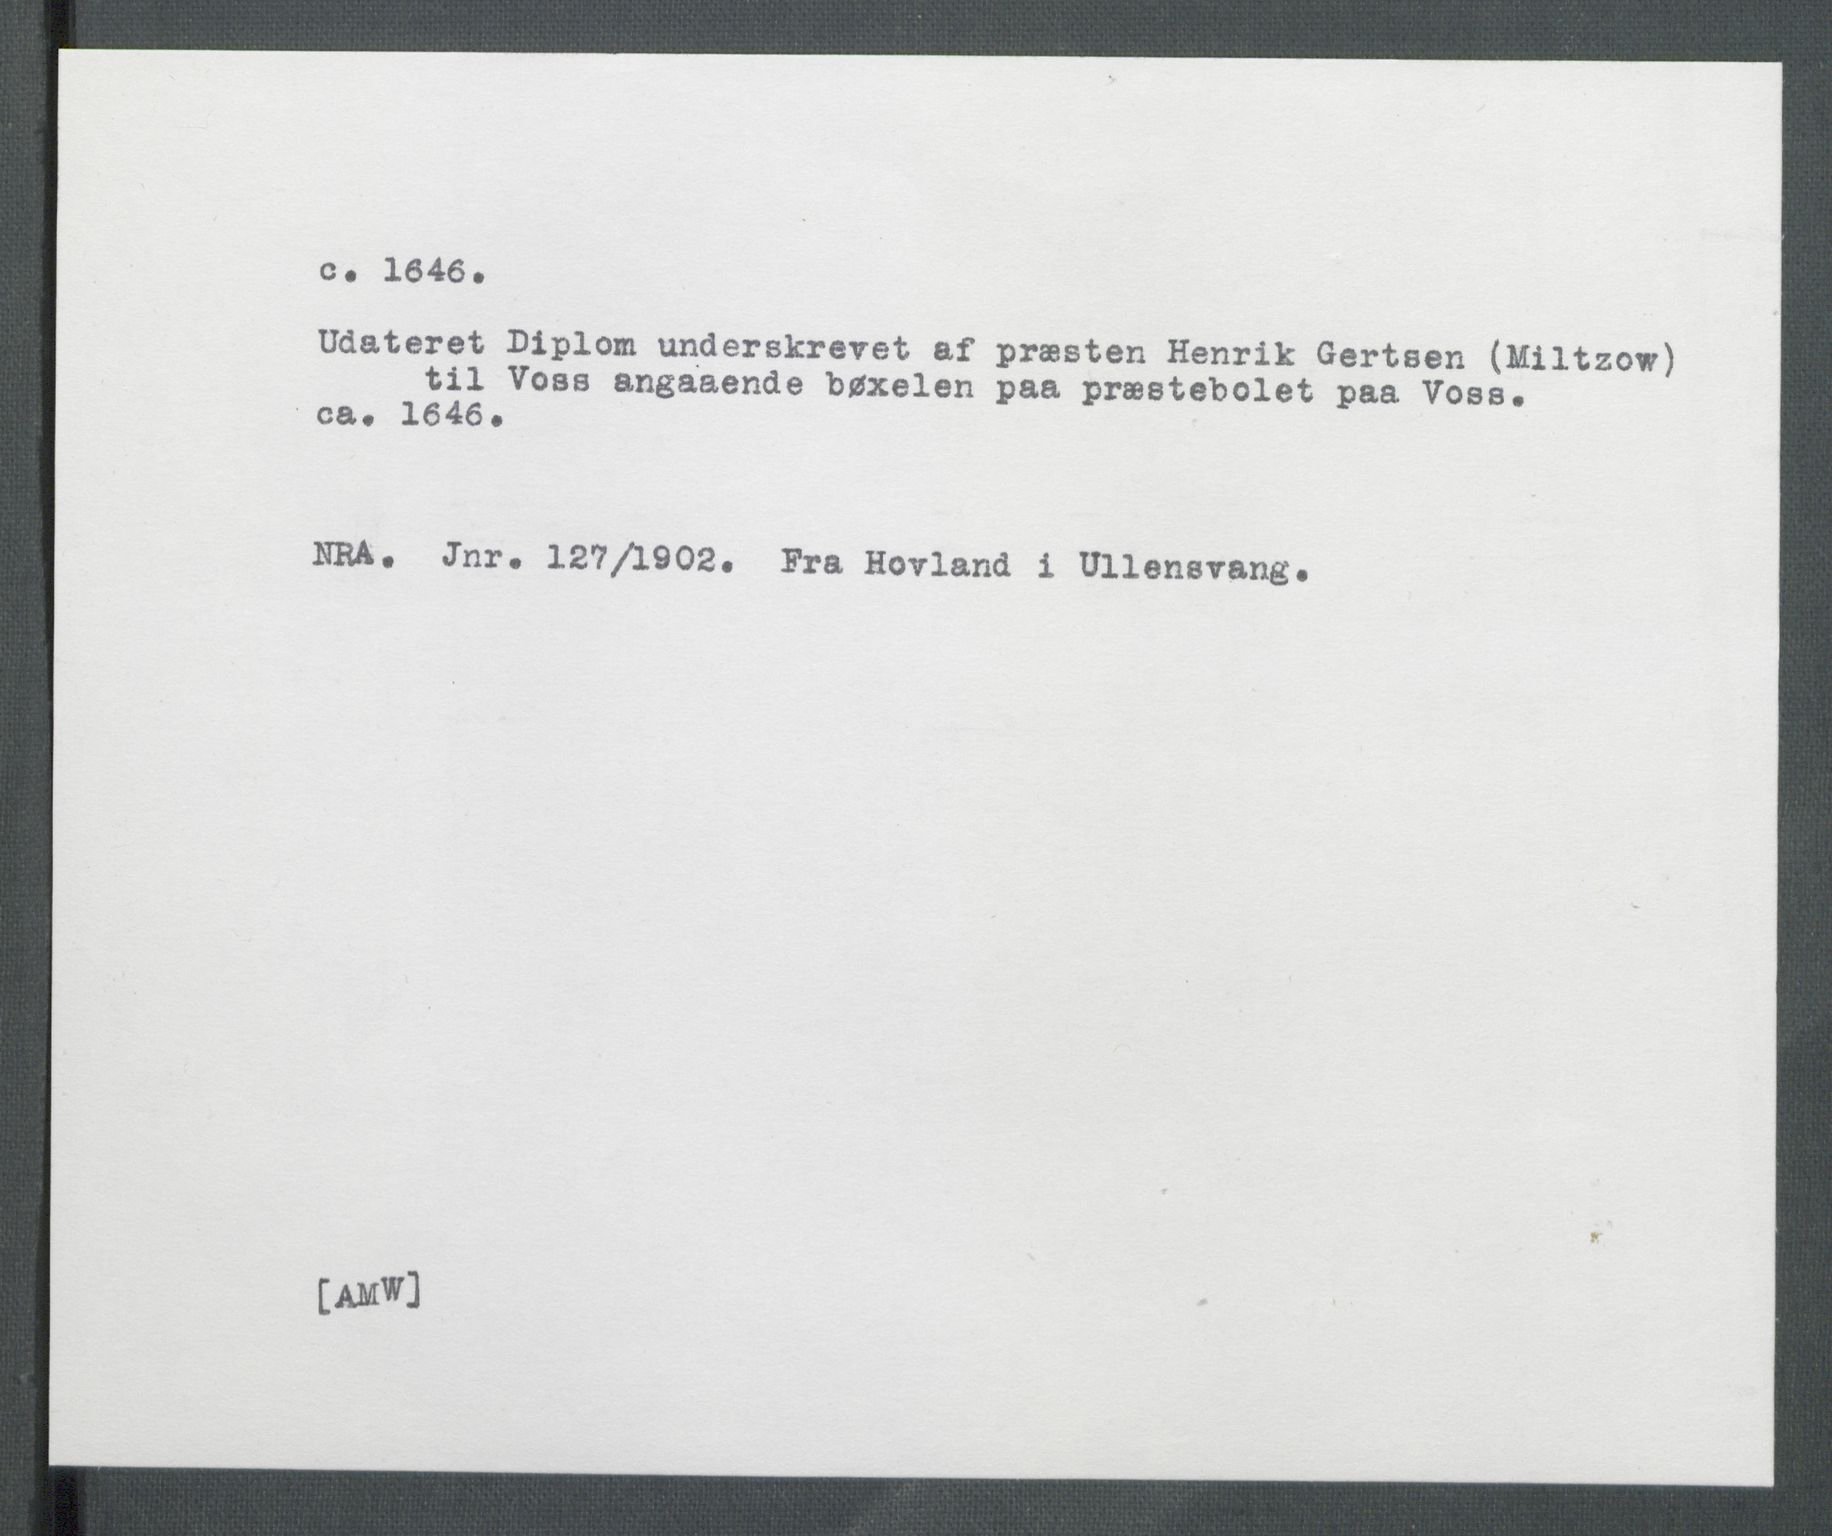 c. 1646.
Udateret Diplom underskrevet af præsten Henrik Gertsen (Miltzow)
til Voss angaaende bøxelen paa præstebolet paa Voss.
ca. 1646.
NRA. Jnr. 127/1902. Fra Hovland i Ullensvang.
[AMW]